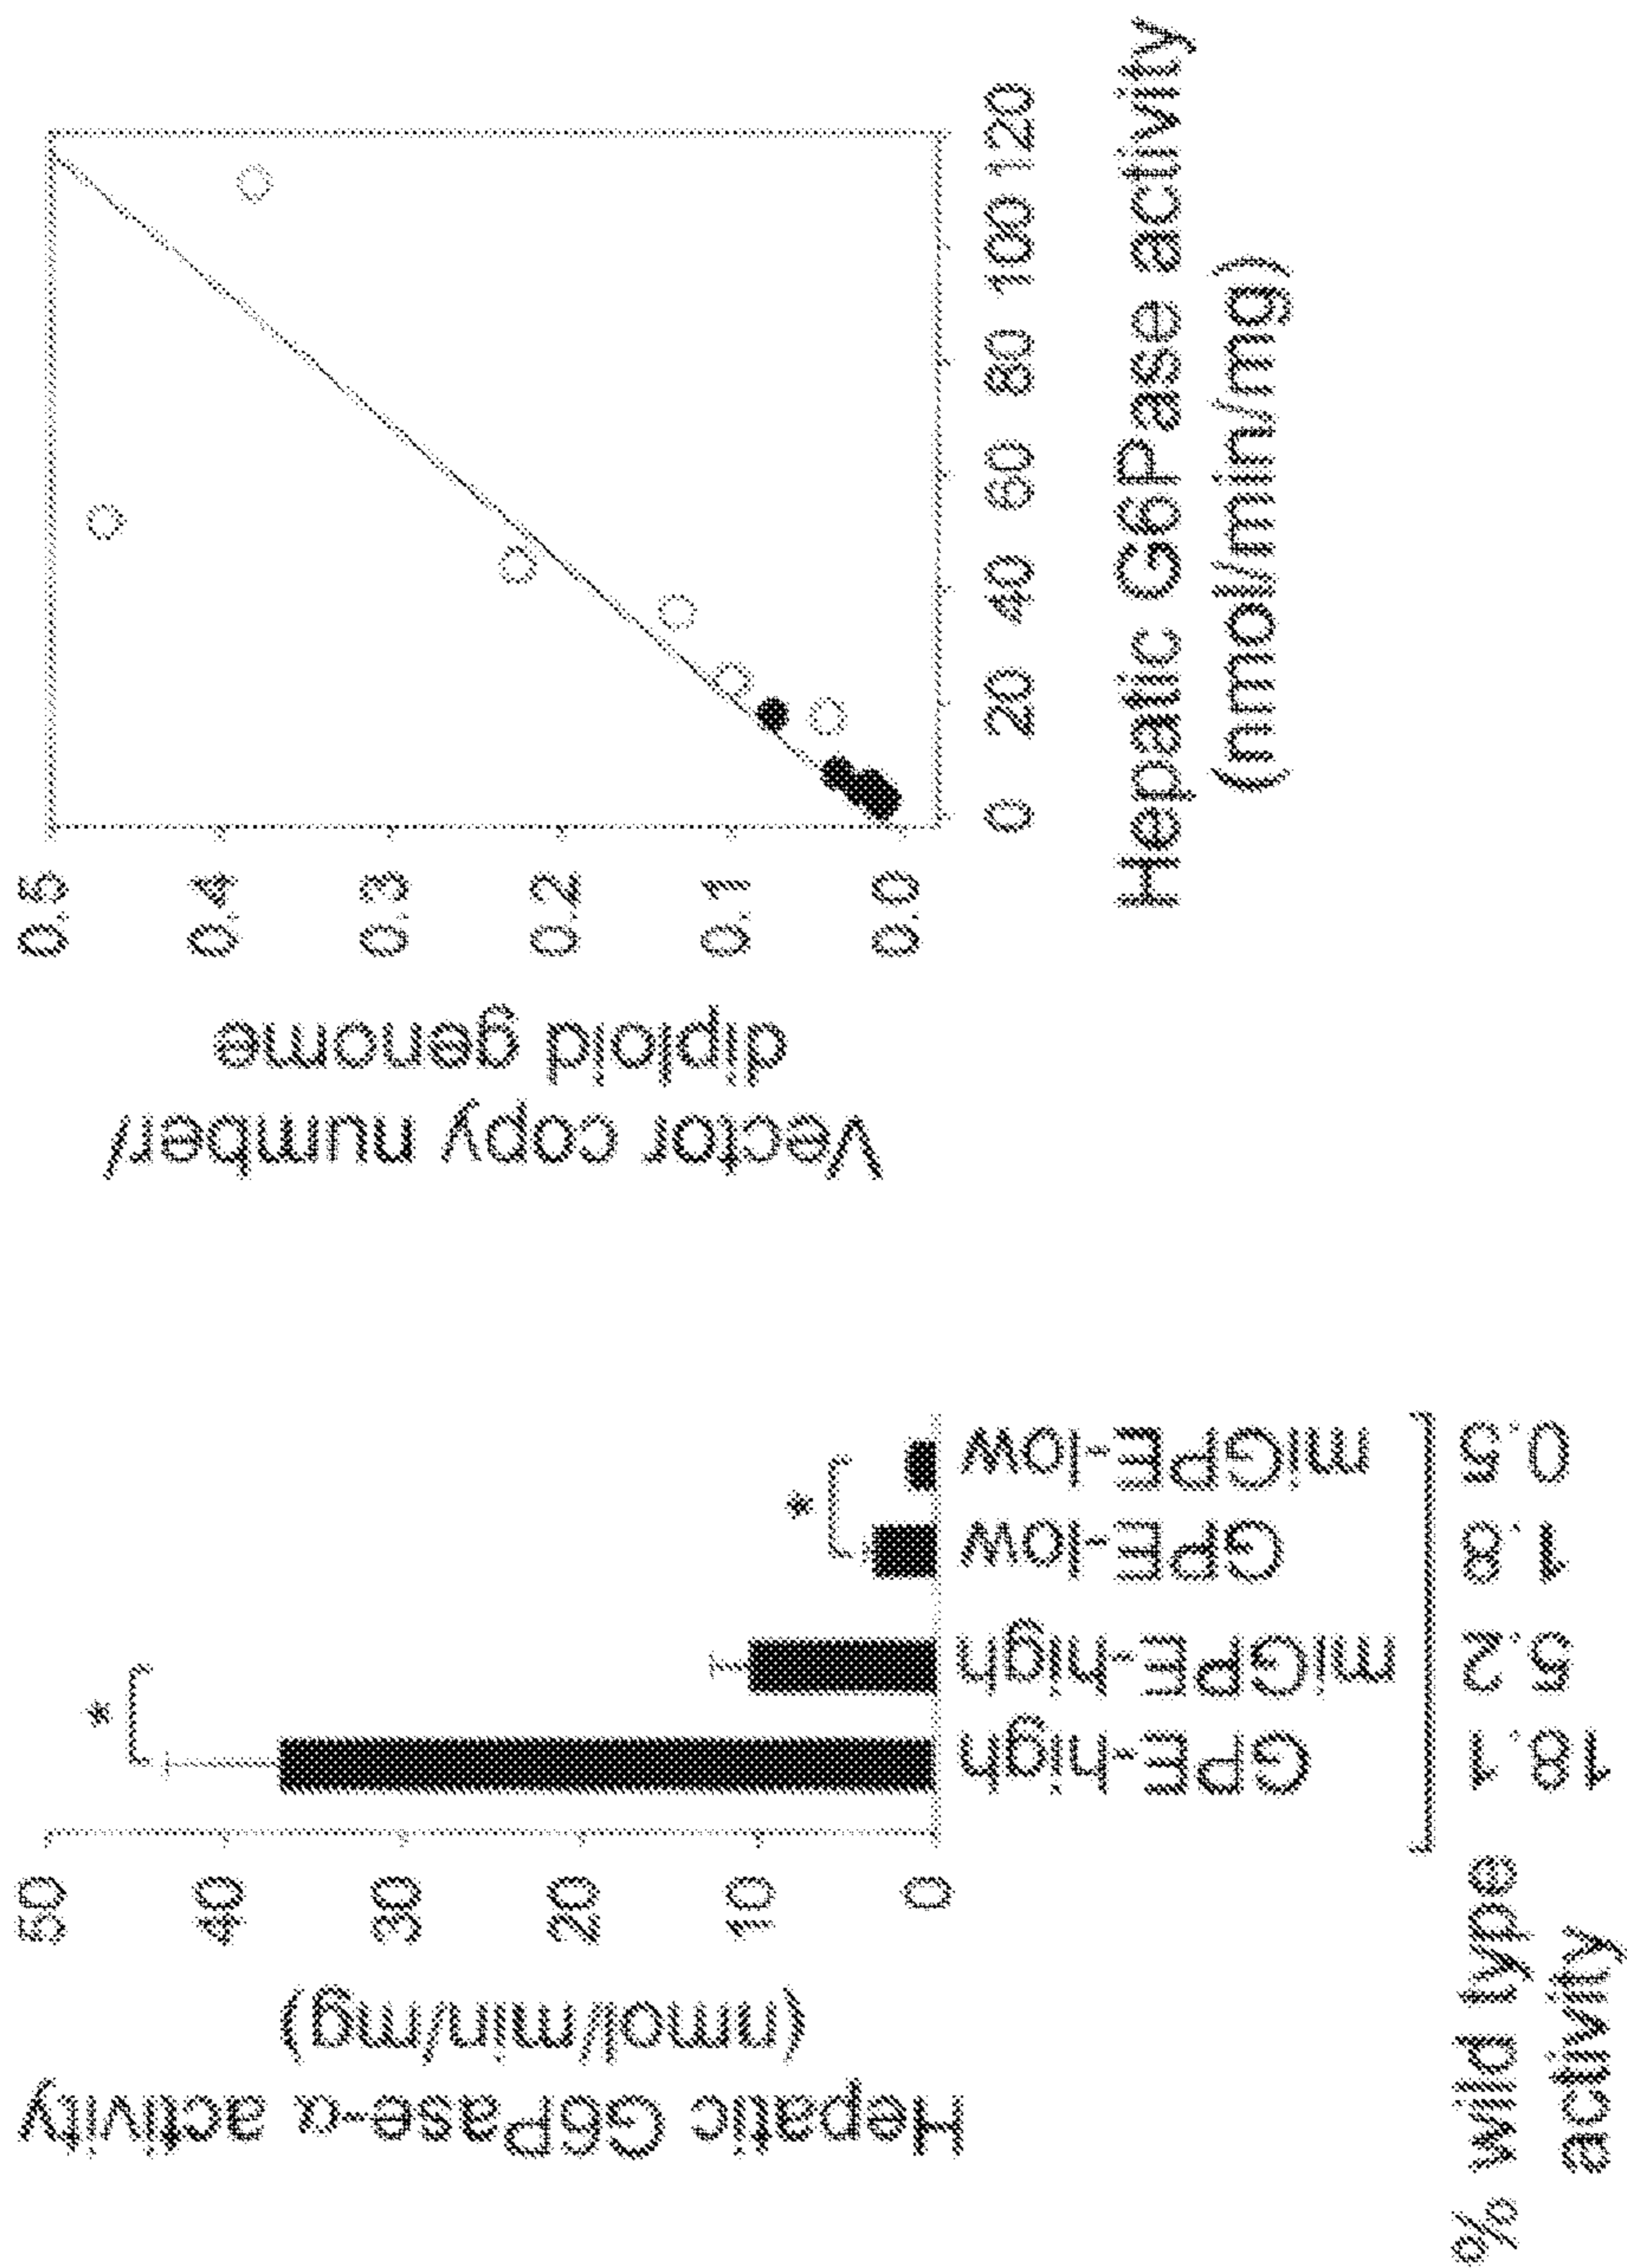 Hepatic G6Pase-α activity
(nmol/min/mg)
50
40
30
20
10
0
*
*
GPE-high
miGPE-high
GPE-low
miGPE-low
% wild type
activity
18.1
5.2
1.8
0.5
Vector copy number/
diploid genome
0.5
0.4
0.3
0.2
0.1
0.0
0 20 40 60 80 100 120
Hepatic G6Pase activity
(nmol/min/mg)